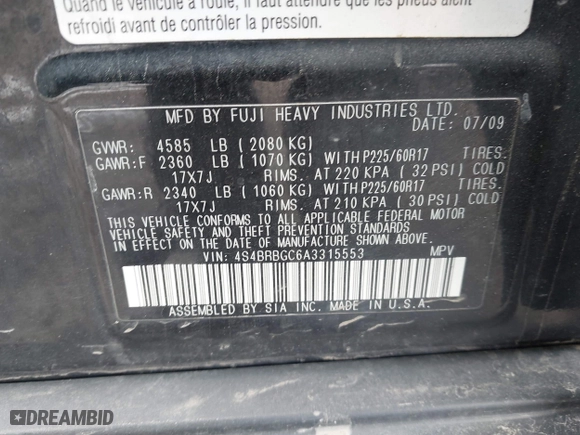 Quand le véhicule a roulé, il faut attendre que les pneus aient
refroidi avant de contrôler la pression.
MFD BY FUJI HEAVY INDUSTRIES LTD.
DATE: 07/09
GVWR: 4585 LB (2080 KG)
GAWR:F 2360 LB (1070 KG) WITH P225/60R17 TIRES.
17X7J RIMS. AT 220 KPA (32 PSI) COLD
GAWR:R 2340 LB (1060 KG) WITH P225/60R17 TIRES.
17X7J RIMS. AT 210 KPA (30 PSI) COLD
THIS VEHICLE CONFORMS TO ALL APPLICABLE FEDERAL MOTOR
VEHICLE SAFETY AND THEFT PREVENTION STANDARDS IN EFFECT
ON THE DATE OF MANUFACTURE SHOWN ABOVE.
VIN: 4S4BRBGC6A3315553 MPV
ASSEMBLED BY SIA INC. MADE IN U.S.A.
DREAMBID